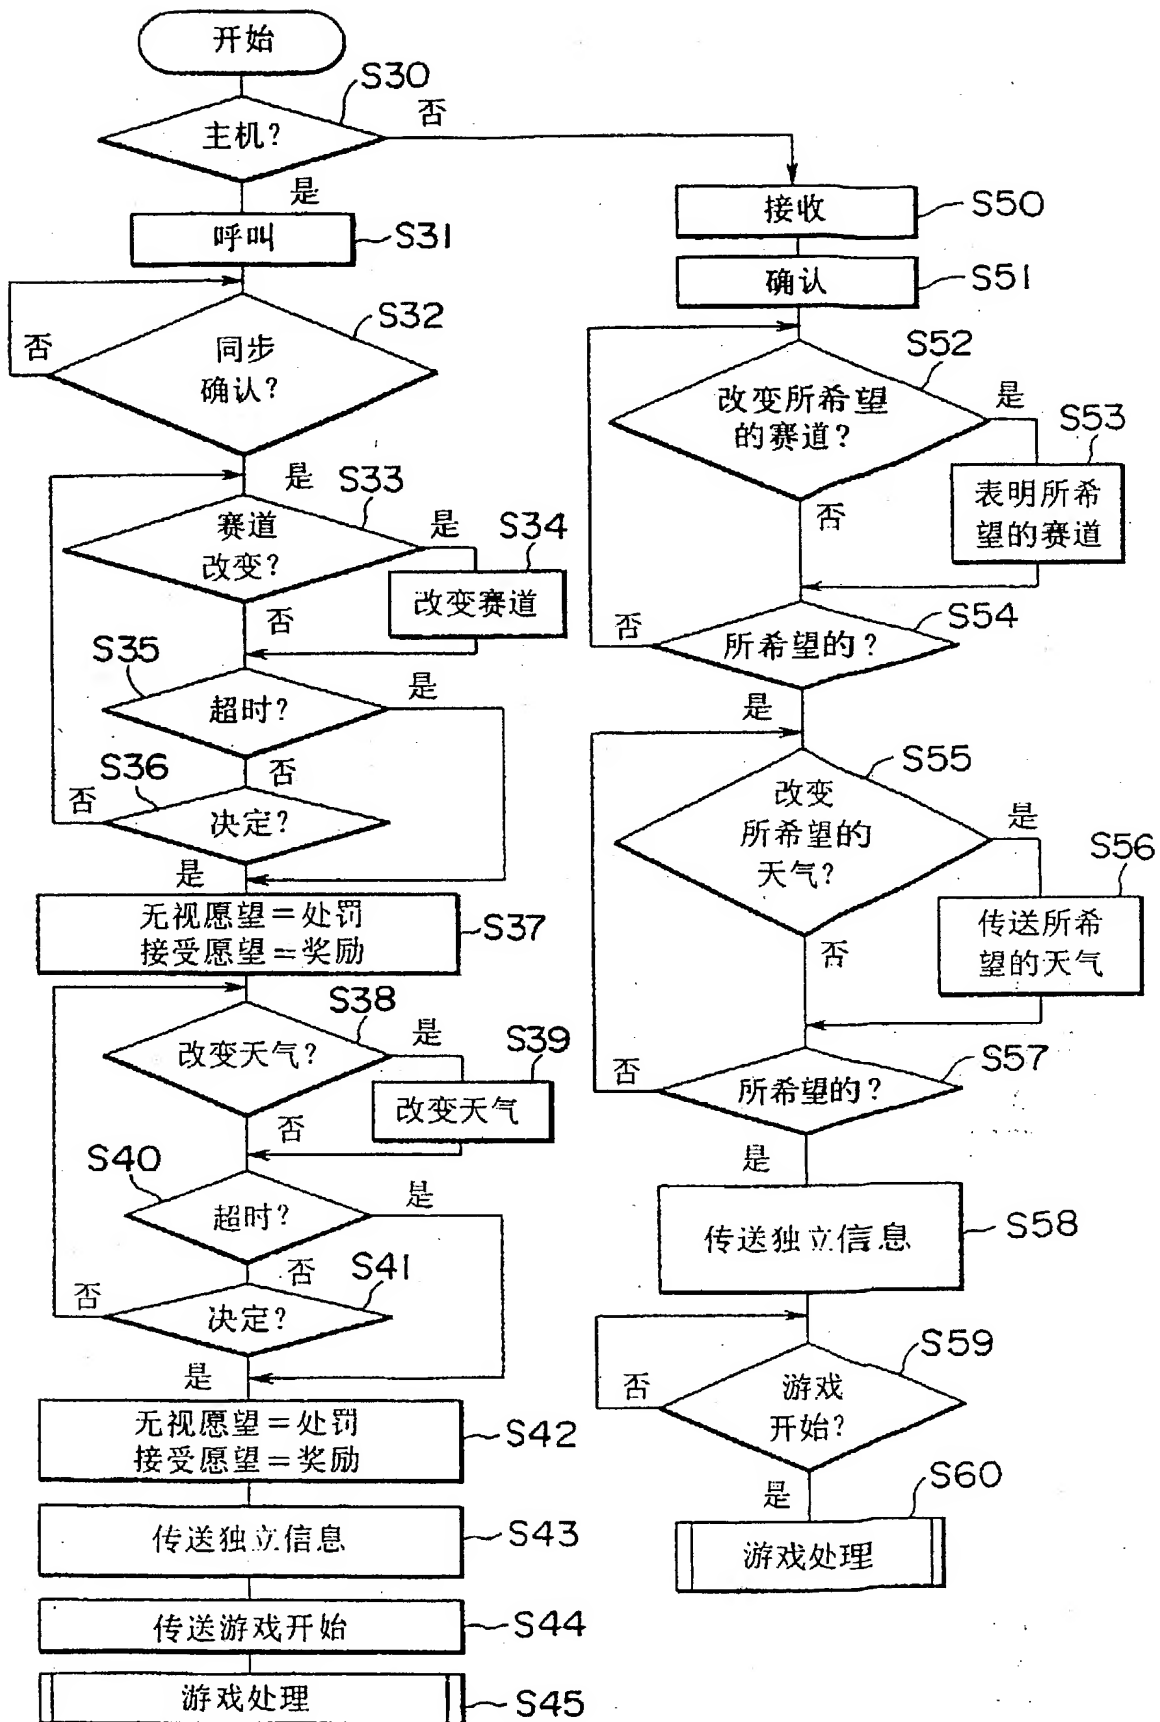 开始
S30
主机？
否
是
呼叫
S31
S32
同步
确认？
否
是
S33
赛道
改变？
是
S34
改变赛道
否
S35
超时？
是
否
S36
决定？
否
是
无视愿望＝处罚
接受愿望＝奖励
S37
S38
改变天气？
是
S39
改变天气
否
S40
超时？
是
否
S41
决定？
否
是
无视愿望＝处罚
接受愿望＝奖励
S42
传送独立信息
S43
传送游戏开始
S44
游戏处理
S45
接收
S50
确认
S51
S52
改变所希望
的赛道？
是
S53
表明所希
望的赛道
否
S54
所希望的？
否
是
S55
改变
所希望的
天气？
是
S56
传送所希
望的天气
否
S57
所希望的？
否
是
传送独立信息
S58
S59
游戏
开始？
否
是
S60
游戏处理